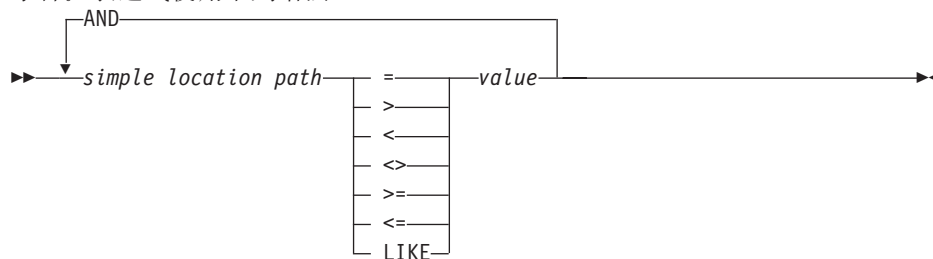 AND
simple location path = value
>
<
<>
>=
<=
LIKE